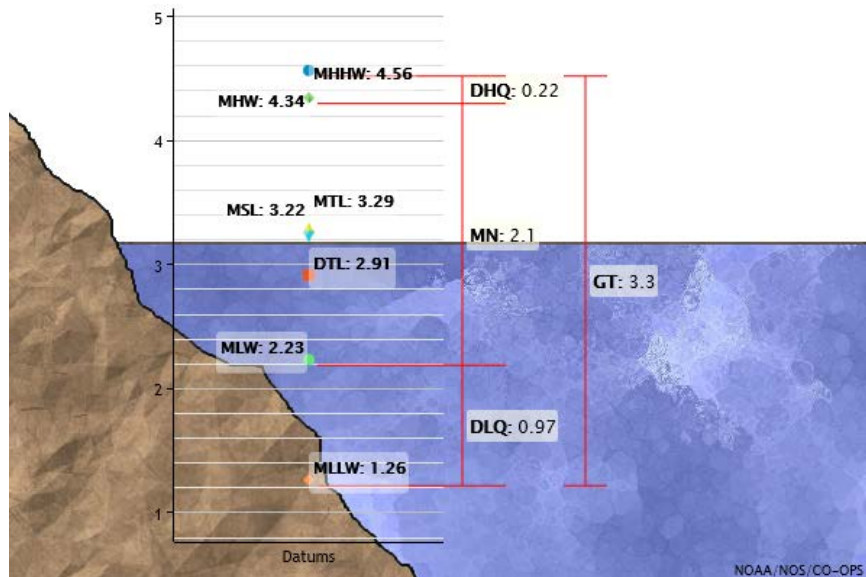 5
MHHW: 4.56
DHQ: 0.22
MHW: 4.34
4
MTL: 3.29
MSL: 3.22
MN: 2.1
3
DTL: 2.91
GT: 3.3
MLW: 2.23
2
DLQ: 0.97
MLLW: 1.26
1
Datums
NOAA/NOS/CO-OPS